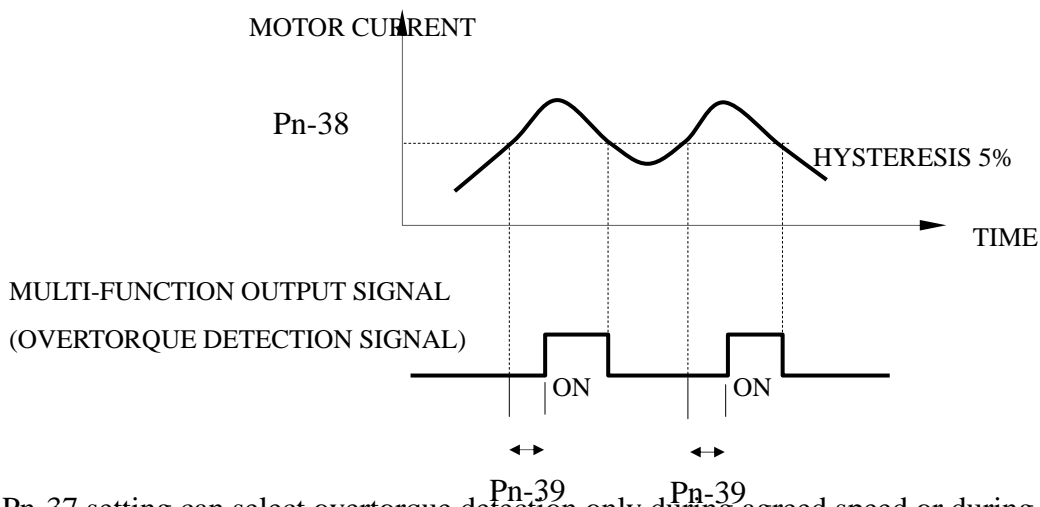 MOTOR CURRENT
Pn-38
HYSTERESIS 5%
TIME
MULTI-FUNCTION OUTPUT SIGNAL
(OVERTORQUE DETECTION SIGNAL)
ON
ON
Pn-39
Pn-39
Pn-37 setting can select overtorque detection only during agreed speed or during